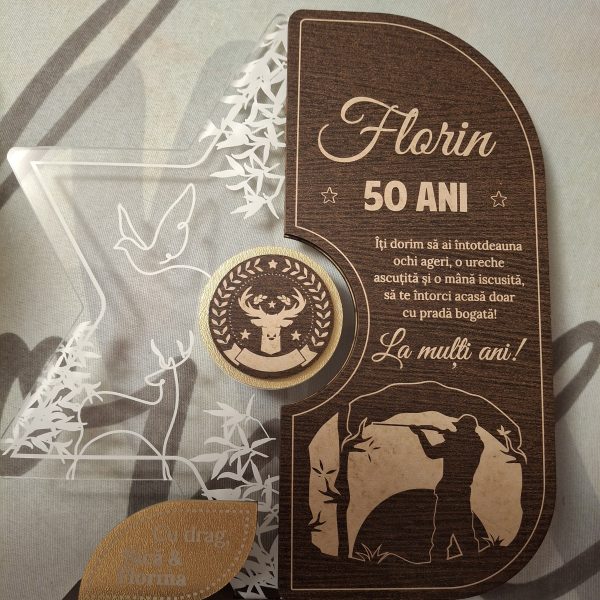 Florin
50 ANI
Îți dorim să ai întotdeauna
ochi ageri, o ureche
ascuțită și o mână iscusită,
să te întorci acasă doar
cu pradă bogată!
La mulți ani!
Cu drag,
&
Florina